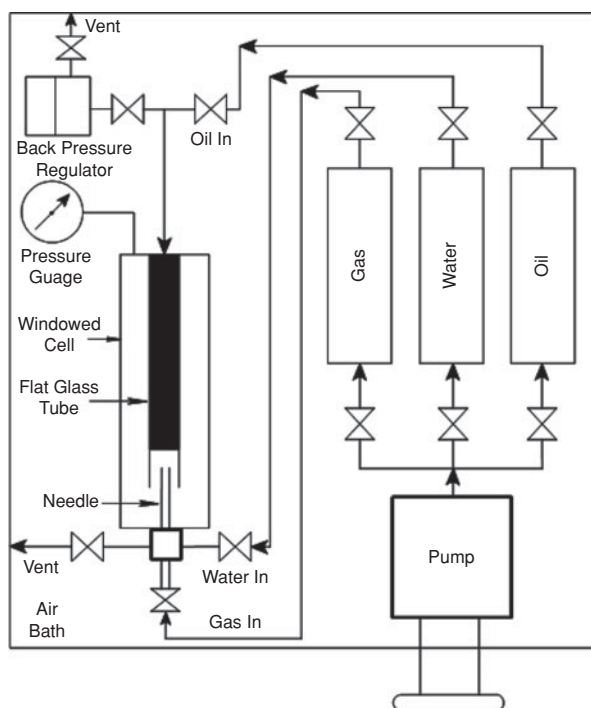 Vent
Oil In
Back Pressure
Regulator
Pressure
Guage
Windowed
Cell
Flat Glass
Tube
Needle
Vent
Water In
Air
Bath
Gas In
Gas
Water
Oil
Pump